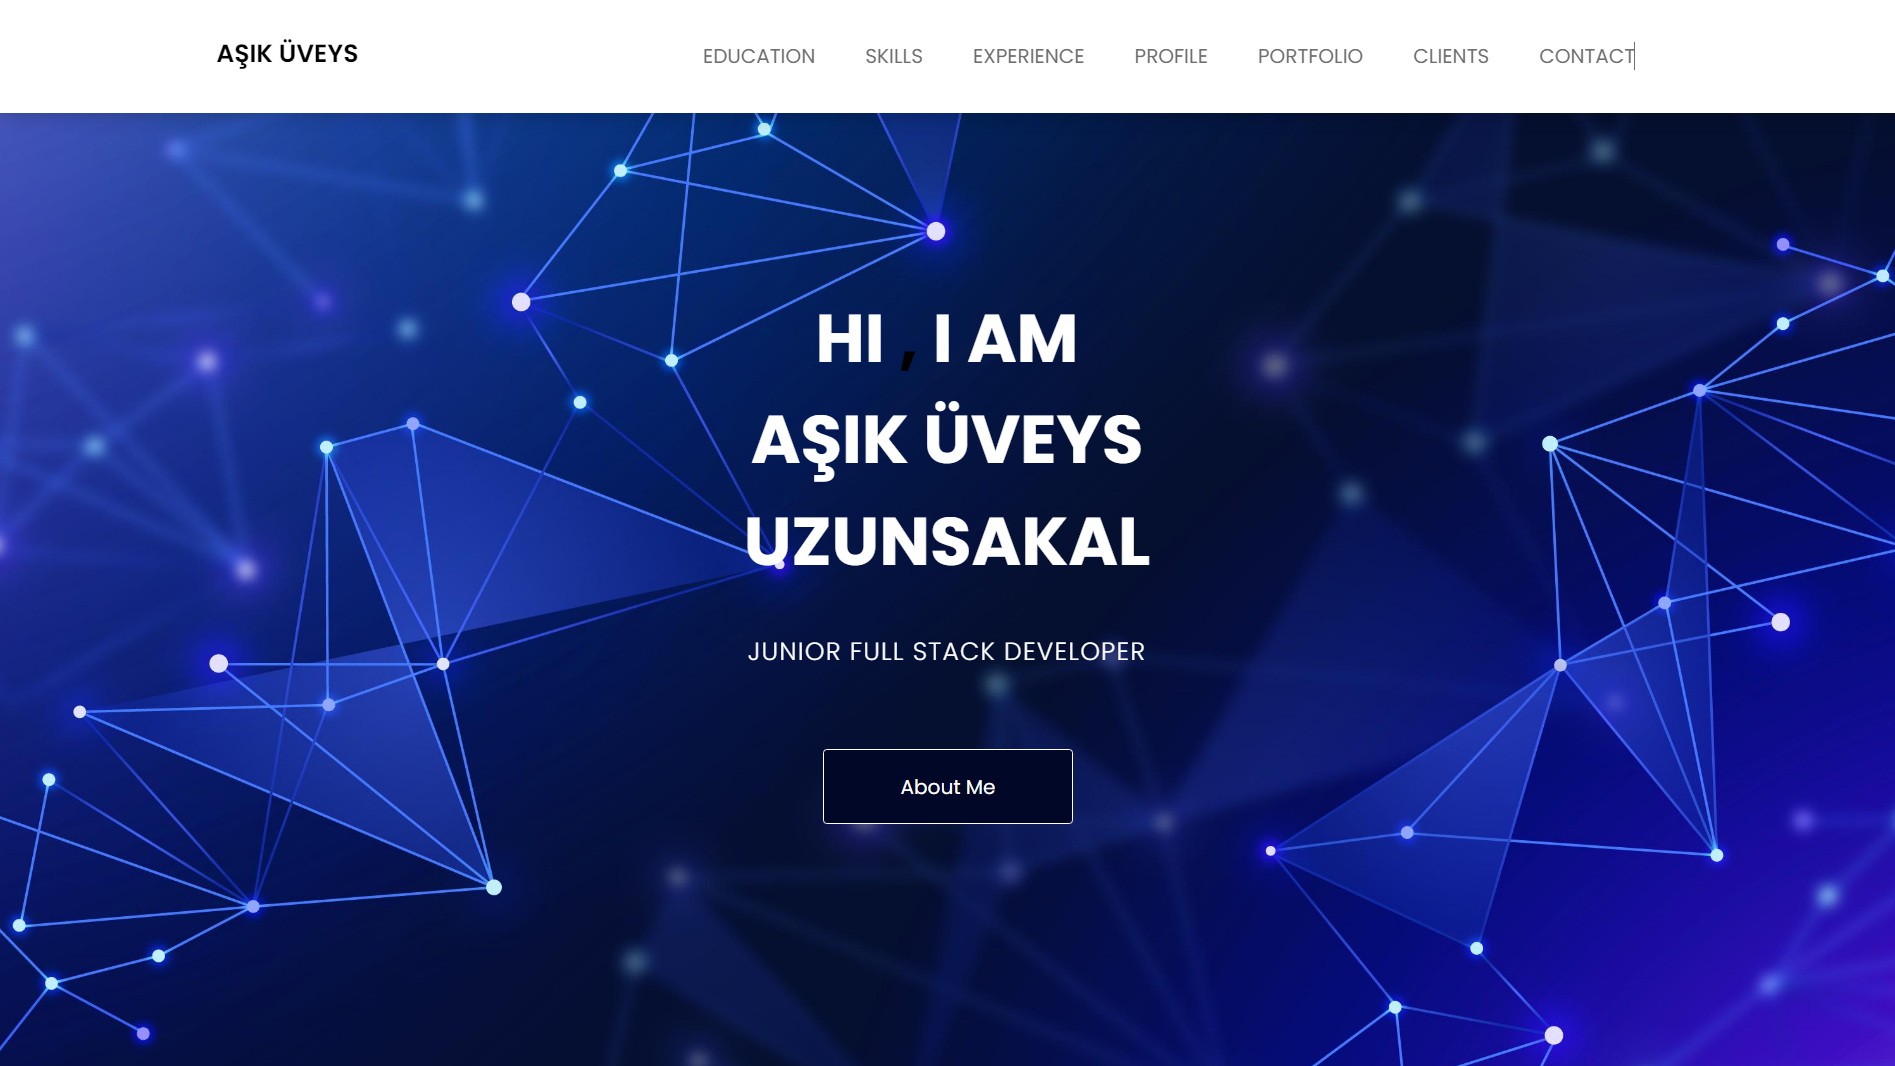 AŞIK ÜVEYS
EDUCATION SKILLS EXPERIENCE PROFILE PORTFOLIO CLIENTS CONTACT
HI , I AM
AŞIK ÜVEYS
UZUNSAKAL
JUNIOR FULL STACK DEVELOPER
About Me